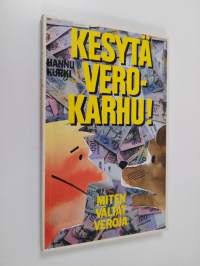 KESYTÄ
HANNU
KURKI
VERO-
KARHU!
MITEN
VÄLTÄT
VEROJA